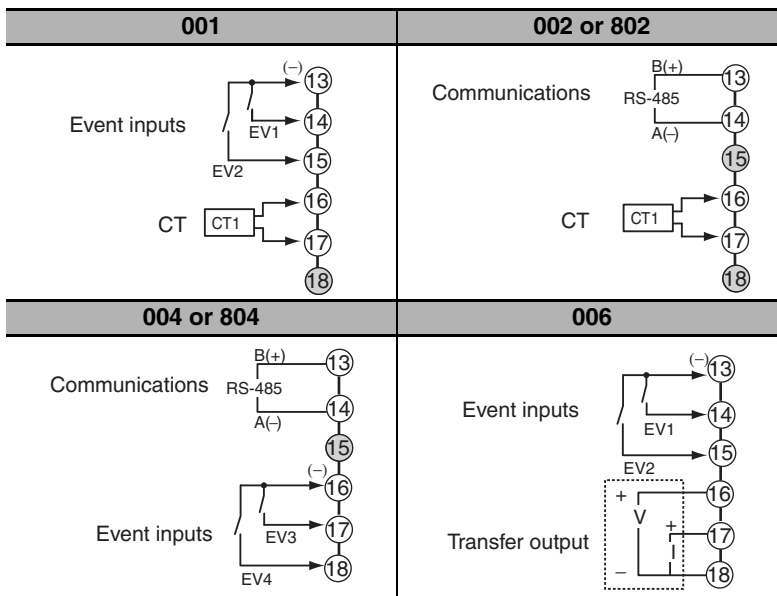 001
(−)
13
Event inputs
14
EV1
15
EV2
16
CT
CT1
17
18
002 or 802
B(+)
13
Communications
RS-485
14
A(−)
15
16
CT
CT1
17
18
004 or 804
B(+)
13
Communications
RS-485
14
A(−)
15
(−)
16
Event inputs
EV3
17
EV4
18
006
(−)
13
Event inputs
14
EV1
15
EV2
+
16
V
+
17
Transfer output
I
−
18